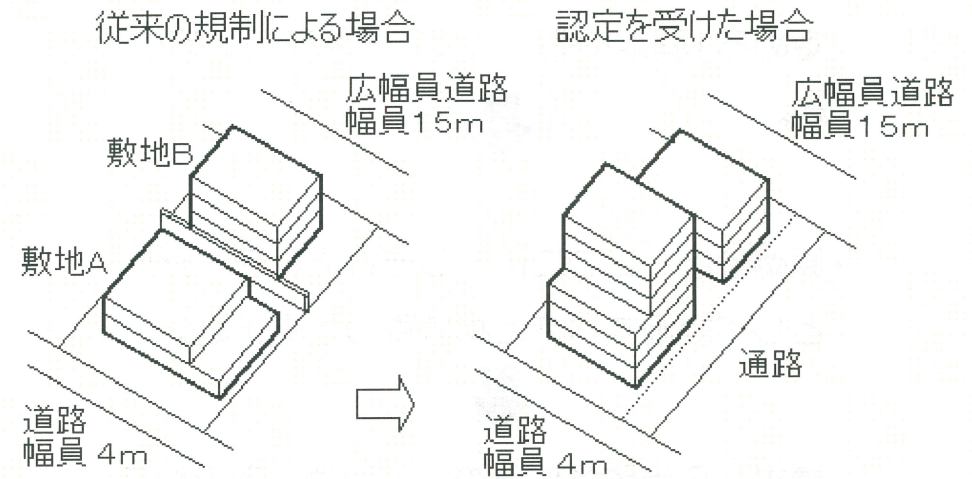 従来の規制による場合
認定を受けた場合
広幅員道路
幅員15m
敷地B
敷地A
道路
幅員 4m
広幅員道路
幅員15m
通路
道路
幅員 4m